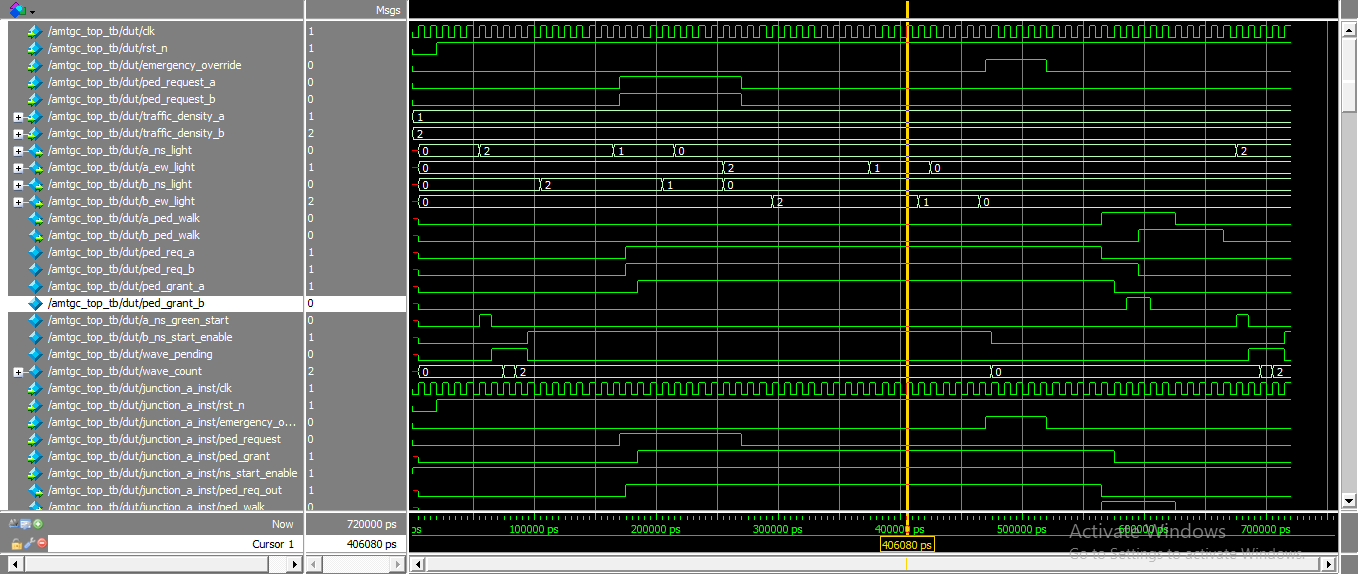 Msgs
/amtgc_top_tb/dut/clk 1
/amtgc_top_tb/dut/rst_n 1
/amtgc_top_tb/dut/emergency_override 0
/amtgc_top_tb/dut/ped_request_a 0
/amtgc_top_tb/dut/ped_request_b 0
/amtgc_top_tb/dut/traffic_density_a 1 1
/amtgc_top_tb/dut/traffic_density_b 2 2
/amtgc_top_tb/dut/a_ns_light 0 0 2 1 0 2
/amtgc_top_tb/dut/a_ew_light 1 0 2 1 0
/amtgc_top_tb/dut/b_ns_light 0 0 2 1 0
/amtgc_top_tb/dut/b_ew_light 2 0 2 1 0
/amtgc_top_tb/dut/a_ped_walk 0
/amtgc_top_tb/dut/b_ped_walk 0
/amtgc_top_tb/dut/ped_req_a 1
/amtgc_top_tb/dut/ped_req_b 1
/amtgc_top_tb/dut/ped_grant_a 1
/amtgc_top_tb/dut/ped_grant_b 0
/amtgc_top_tb/dut/a_ns_green_start 0
/amtgc_top_tb/dut/b_ns_start_enable 1
/amtgc_top_tb/dut/wave_pending 0
/amtgc_top_tb/dut/wave_count 2 0 2 0 2
/amtgc_top_tb/dut/junction_a_inst/clk 1
/amtgc_top_tb/dut/junction_a_inst/rst_n 1
/amtgc_top_tb/dut/junction_a_inst/emergency_o... 0
/amtgc_top_tb/dut/junction_a_inst/ped_request 0
/amtgc_top_tb/dut/junction_a_inst/ped_grant 1
/amtgc_top_tb/dut/junction_a_inst/ns_start_enable 1
/amtgc_top_tb/dut/junction_a_inst/ped_req_out 1
/amtgc_top_tb/dut/junction_a_inst/ped_walk 0
Now 720000 ps
ps 100000 ps 200000 ps 300000 ps 400000 ps 500000 ps 600000 ps 700000 ps
Cursor 1 406080 ps
406080 ps
Activate Windows
Go to Settings to activate Windows.